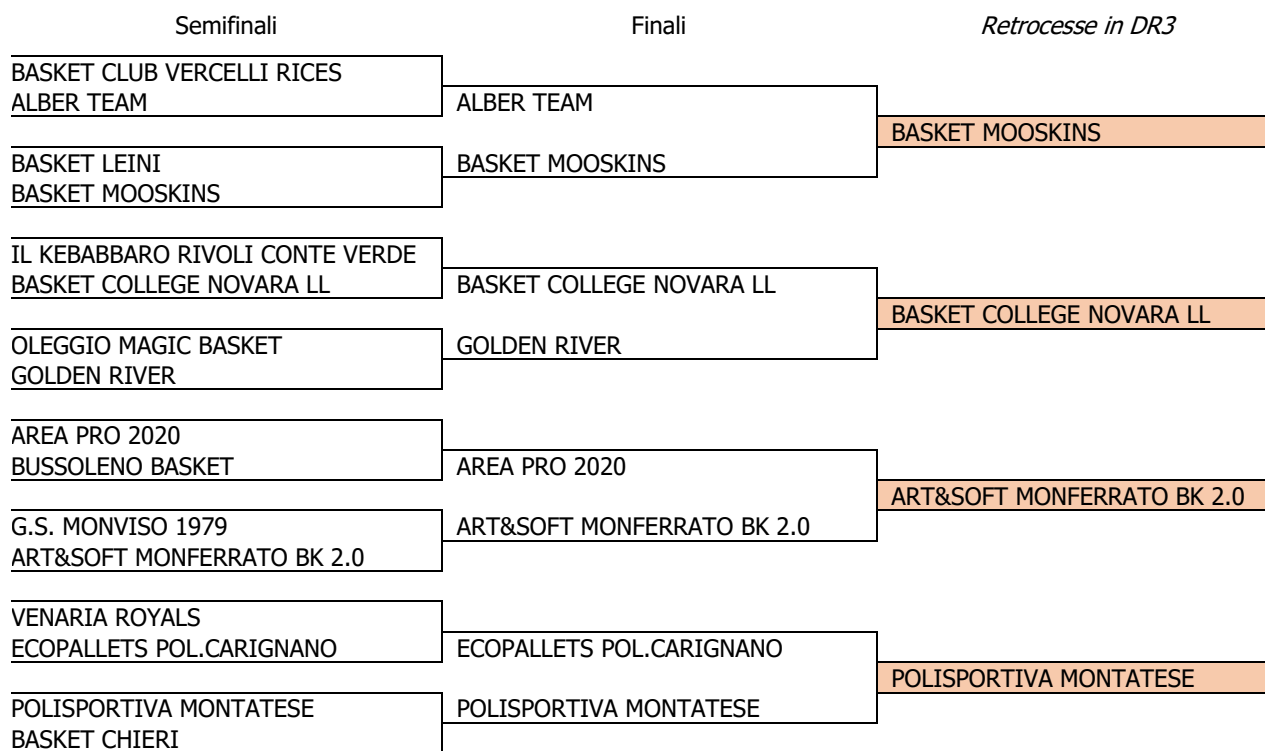 Semifinali Finali Retrocesse in DR3
BASKET CLUB VERCELLI RICES
ALBER TEAM ALBER TEAM
BASKET MOOSKINS
BASKET LEINI BASKET MOOSKINS
BASKET MOOSKINS
IL KEBABBARO RIVOLI CONTE VERDE
BASKET COLLEGE NOVARA LL BASKET COLLEGE NOVARA LL
BASKET COLLEGE NOVARA LL
OLEGGIO MAGIC BASKET GOLDEN RIVER
GOLDEN RIVER
AREA PRO 2020
BUSSOLENO BASKET AREA PRO 2020
ART&SOFT MONFERRATO BK 2.0
G.S. MONVISO 1979 ART&SOFT MONFERRATO BK 2.0
ART&SOFT MONFERRATO BK 2.0
VENARIA ROYALS
ECOPALLETS POL.CARIGNANO ECOPALLETS POL.CARIGNANO
POLISPORTIVA MONTATESE
POLISPORTIVA MONTATESE POLISPORTIVA MONTATESE
BASKET CHIERI